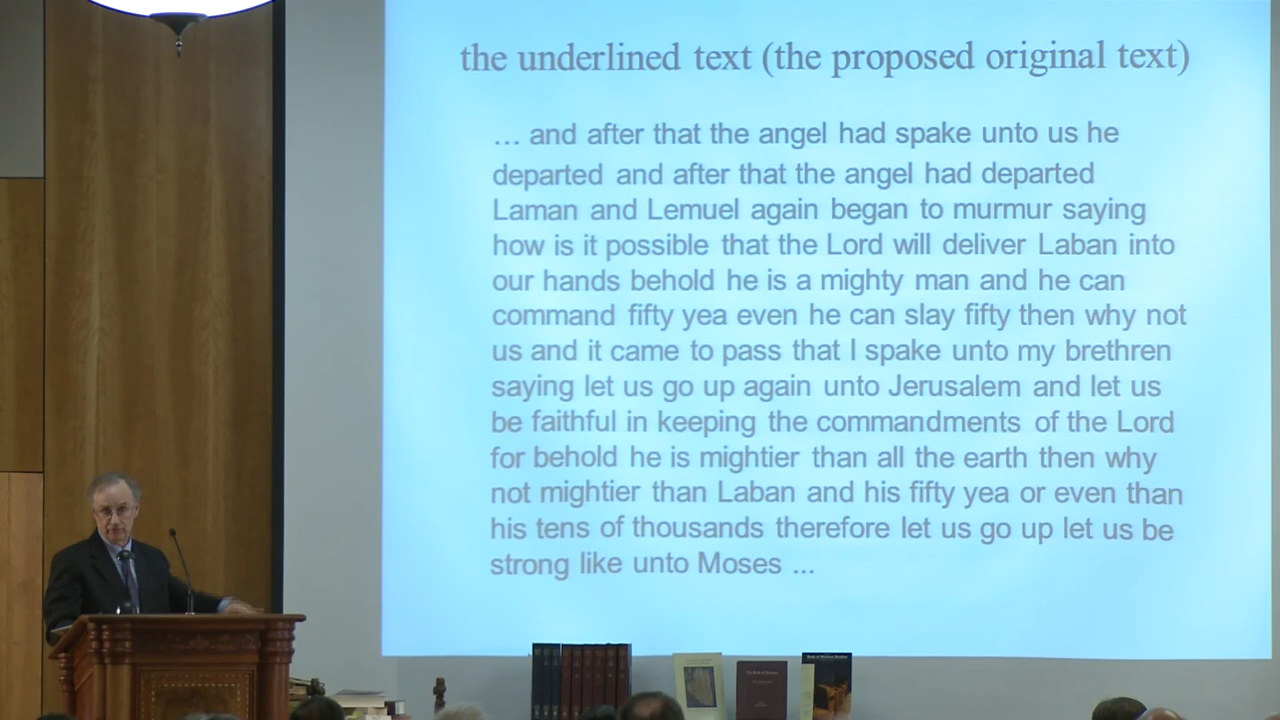 the underlined text (the proposed original text)
... and after that the angel had spake unto us he
departed and after that the angel had departed
Laman and Lemuel again began to murmur saying
how is it possible that the Lord will deliver Laban into
our hands behold he is a mighty man and he can
command fifty yea even he can slay fifty then why not
us and it came to pass that I spake unto my brethren
saying let us go up again unto Jerusalem and let us
be faithful in keeping the commandments of the Lord
for behold he is mightier than all the earth then why
not mightier than Laban and his fifty yea or even than
his tens of thousands therefore let us go up let us be
strong like unto Moses ...